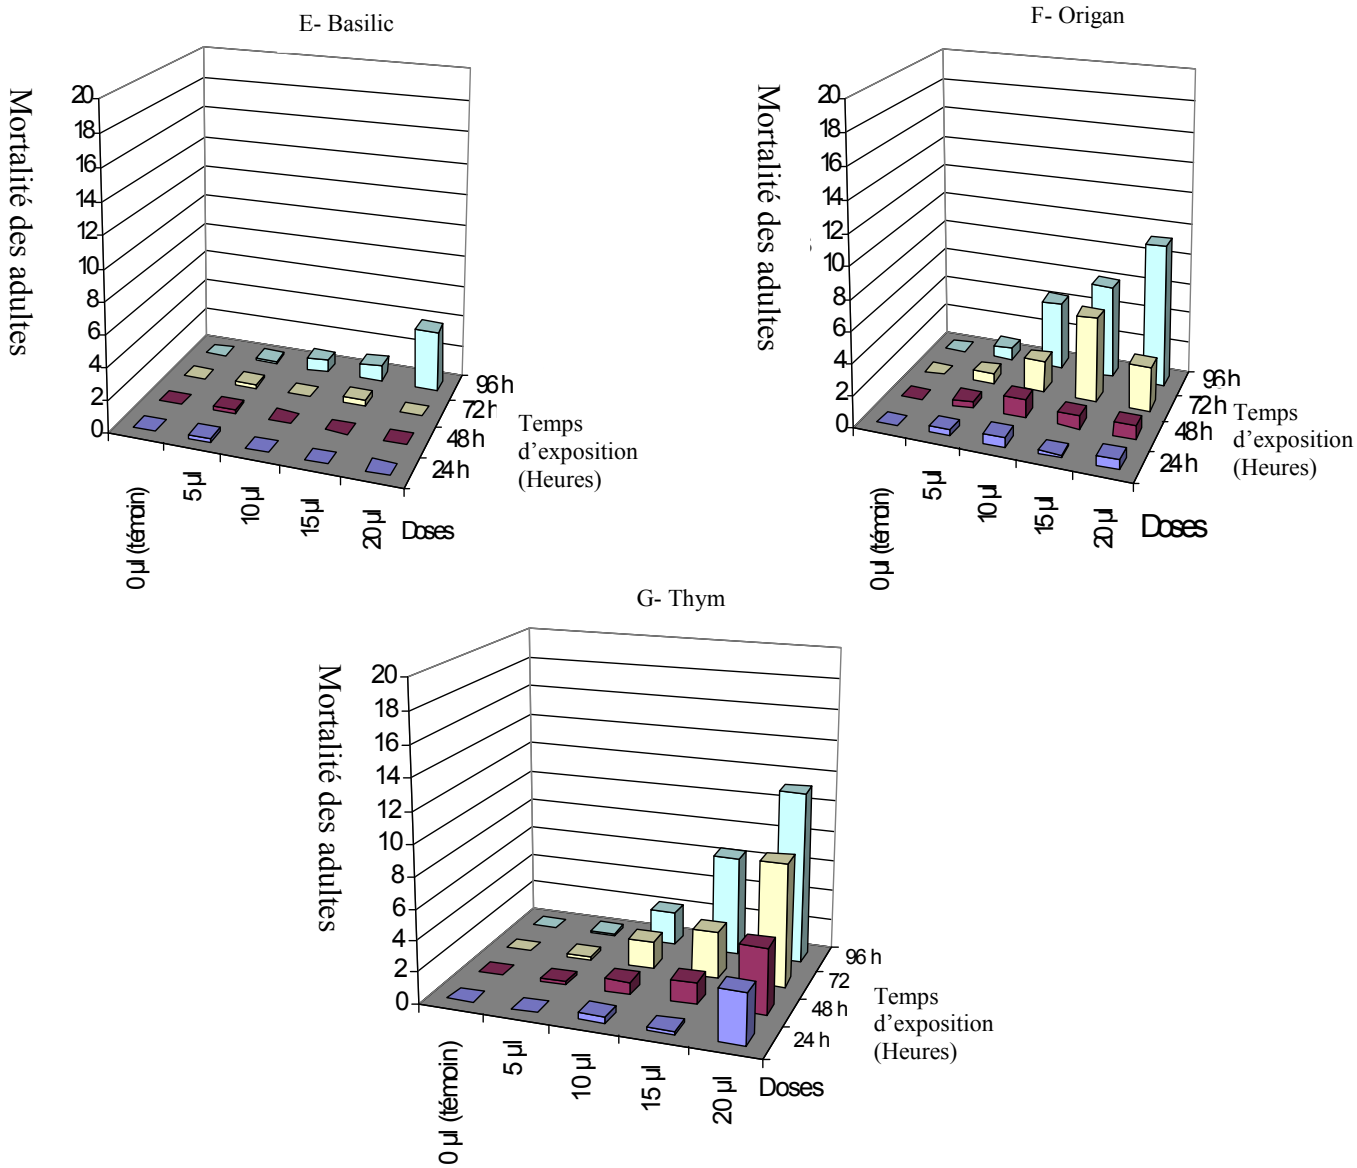 E- Basilic
Mortalité des adultes
20
18
16
14
12
10
8
6
4
2
0
0 µl (témoin)
5 µl
10 µl
15 µl
20 µl
Doses
96 h
72 h
48 h
24 h
Temps
d’exposition
(Heures)
F- Origan
Mortalité des adultes
20
18
16
14
12
10
8
6
4
2
0
0 µl (témoin)
5 µl
10 µl
15 µl
20 µl
Doses
96 h
72 h
48 h
24 h
Temps
d’exposition
(Heures)
G- Thym
Mortalité des adultes
20
18
16
14
12
10
8
6
4
2
0
0 µl (témoin)
5 µl
10 µl
15 µl
20 µl
Doses
96 h
72
48 h
24 h
Temps
d’exposition
(Heures)